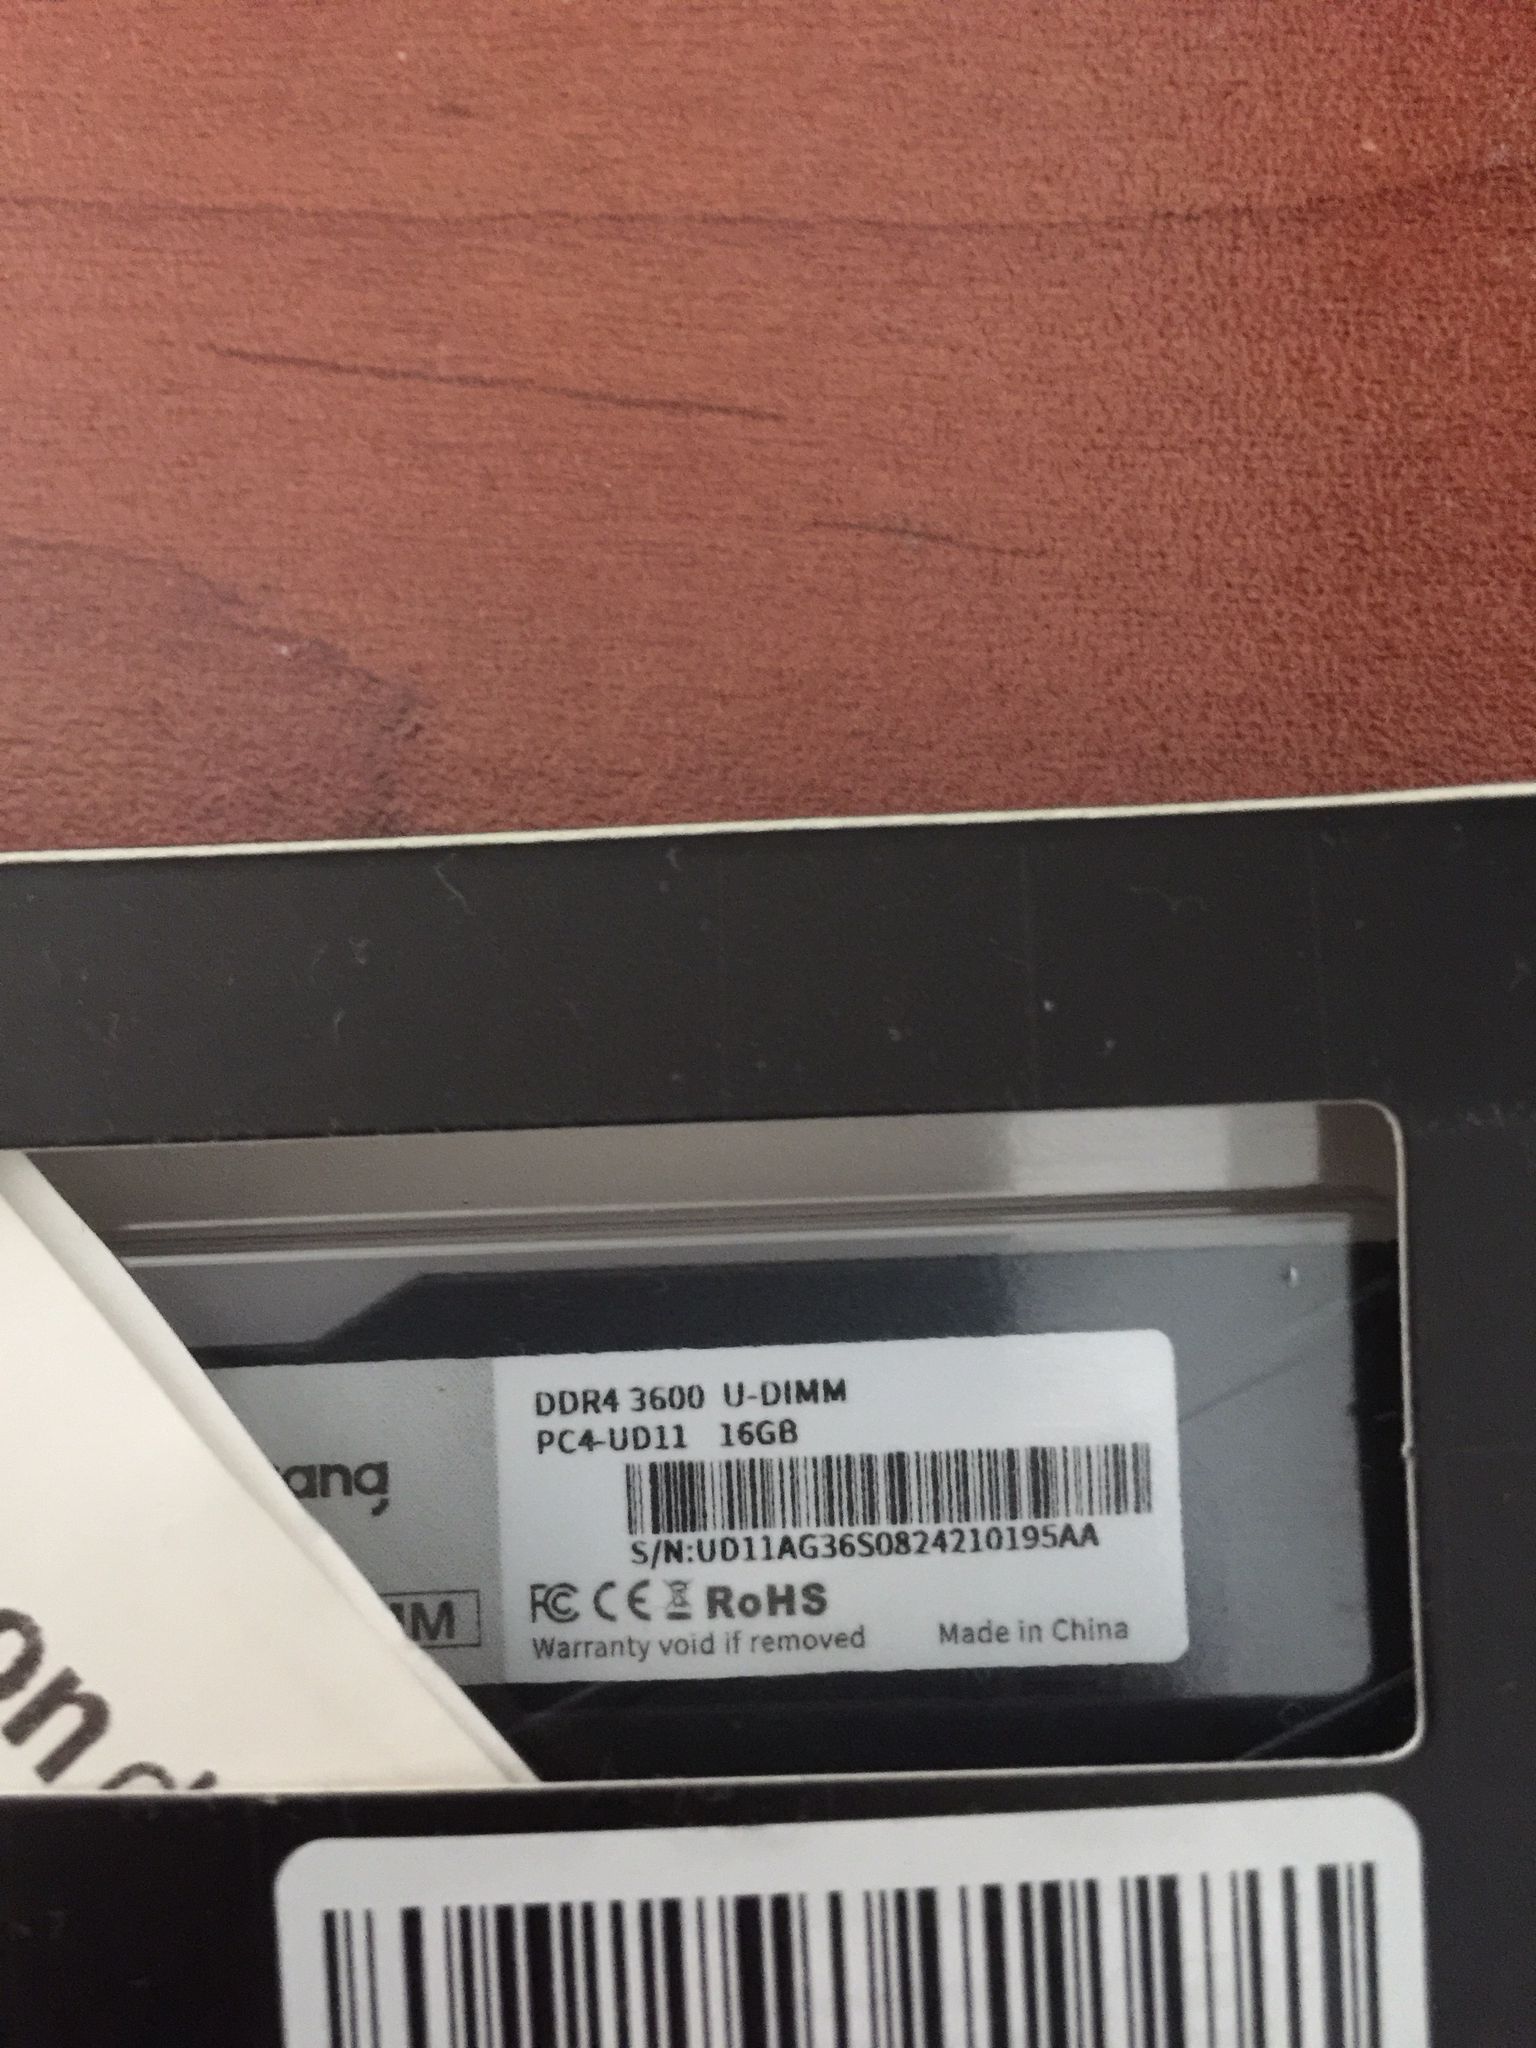 DDR4 3600 U-DIMM
PC4-UD11 16GB
S/N:UD11AG36S0824210195AA
FC CE RoHS
Warranty void if removed Made in China